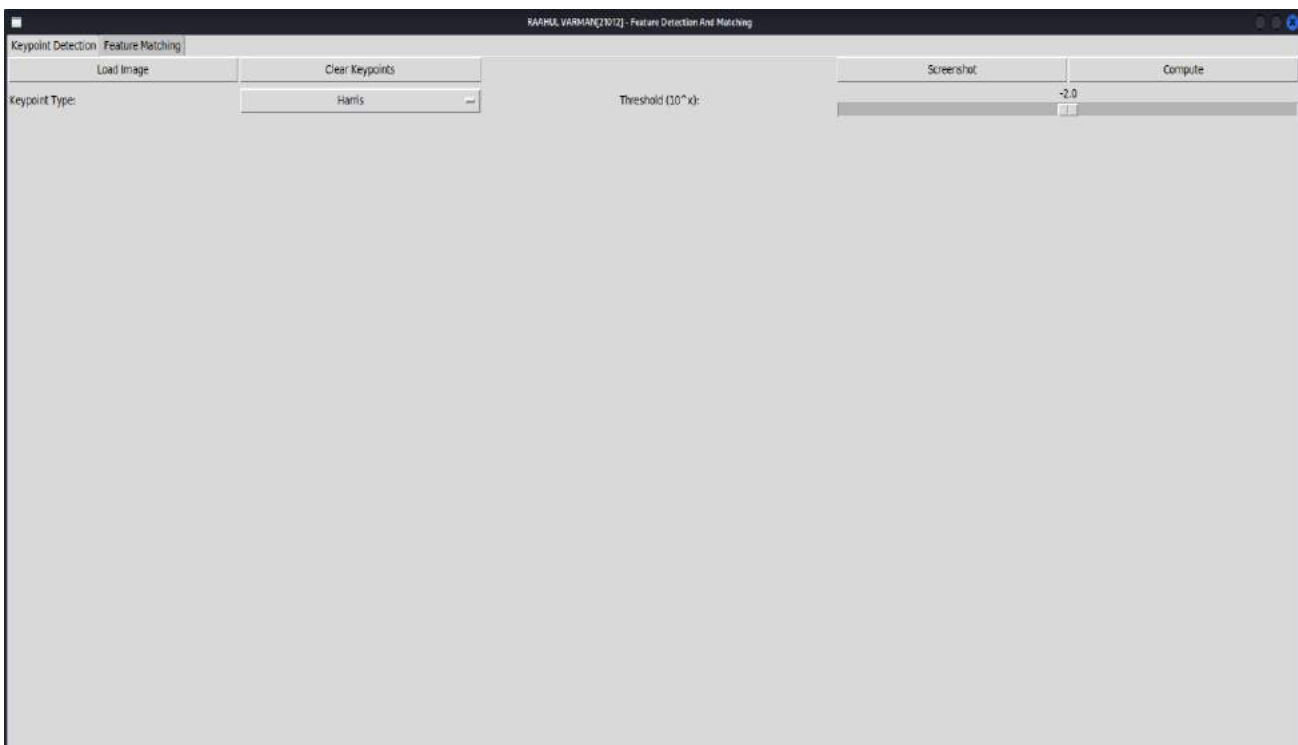 RAAHUL VARMAN[21012] - Feature Detection And Matching
Keypoint Detection Feature Matching
Load Image Clear Keypoints Screenshot Compute
Keypoint Type: Harris Threshold (10^x): -2.0